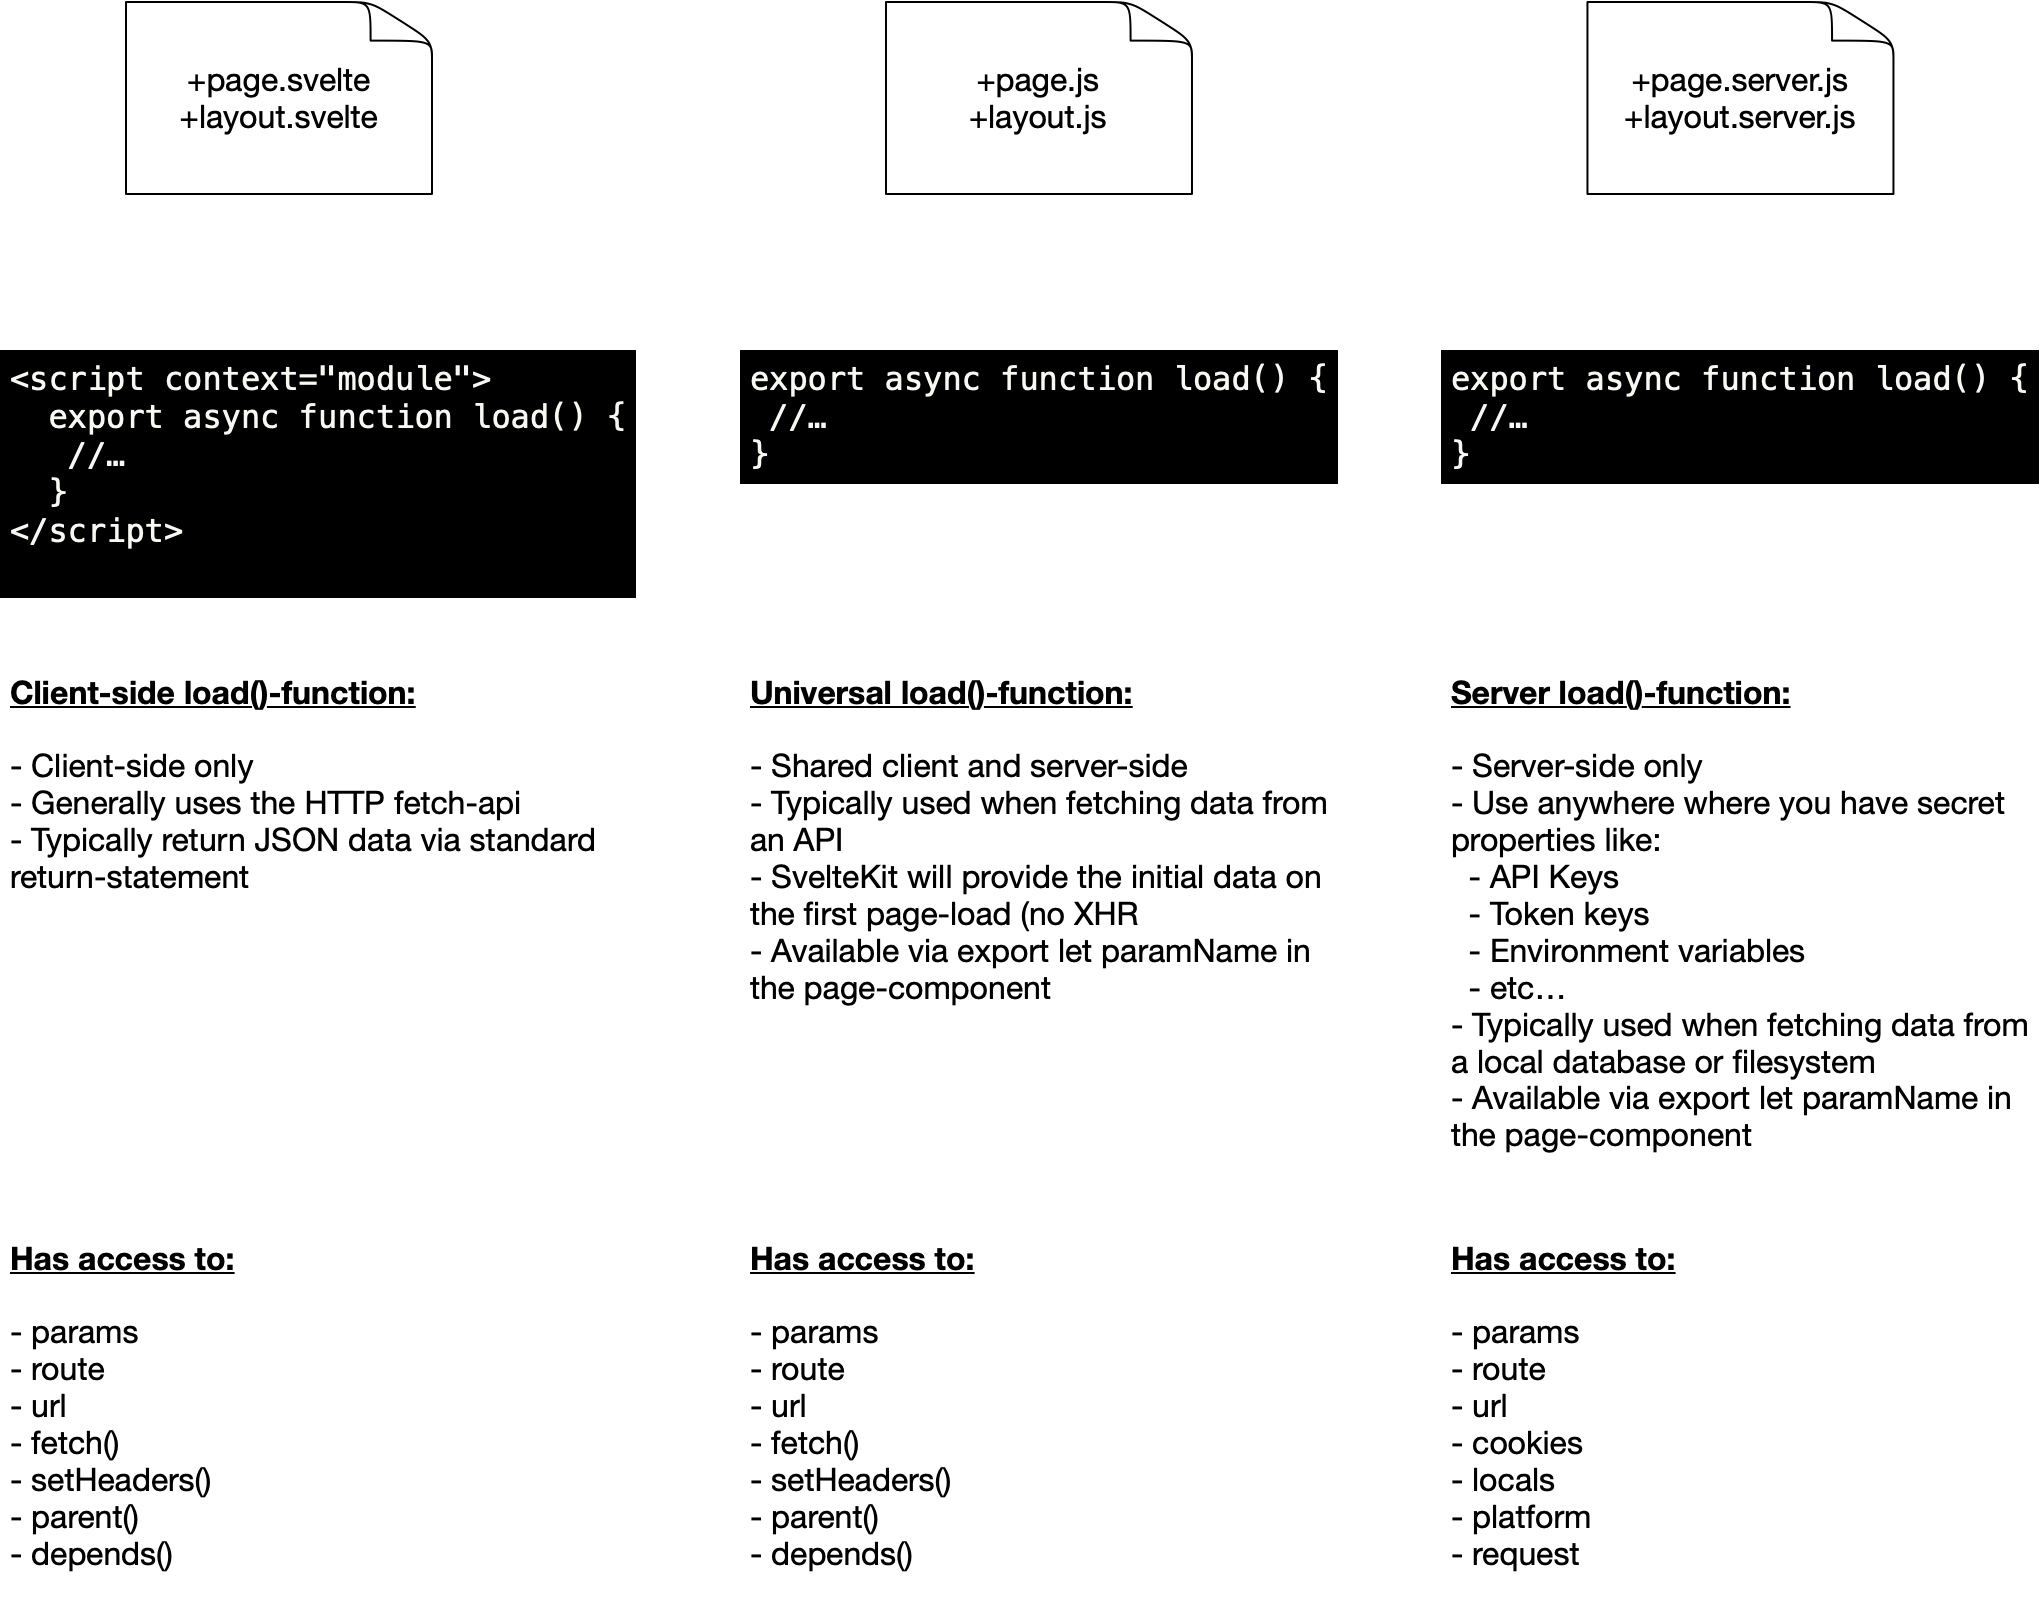 +page.svelte
+layout.svelte
+page.js
+layout.js
+page.server.js
+layout.server.js
<script context="module">
  export async function load() {
   //…
  }
</script>
export async function load() {
 //…
}
export async function load() {
 //…
}
Client-side load()-function:
- Client-side only
- Generally uses the HTTP fetch-api
- Typically return JSON data via standard
return-statement
Universal load()-function:
- Shared client and server-side
- Typically used when fetching data from
an API
- SvelteKit will provide the initial data on
the first page-load (no XHR
- Available via export let paramName in
the page-component
Server load()-function:
- Server-side only
- Use anywhere where you have secret
properties like:
  - API Keys
  - Token keys
  - Environment variables
  - etc…
- Typically used when fetching data from
a local database or filesystem
- Available via export let paramName in
the page-component
Has access to:
- params
- route
- url
- fetch()
- setHeaders()
- parent()
- depends()
Has access to:
- params
- route
- url
- fetch()
- setHeaders()
- parent()
- depends()
Has access to:
- params
- route
- url
- cookies
- locals
- platform
- request